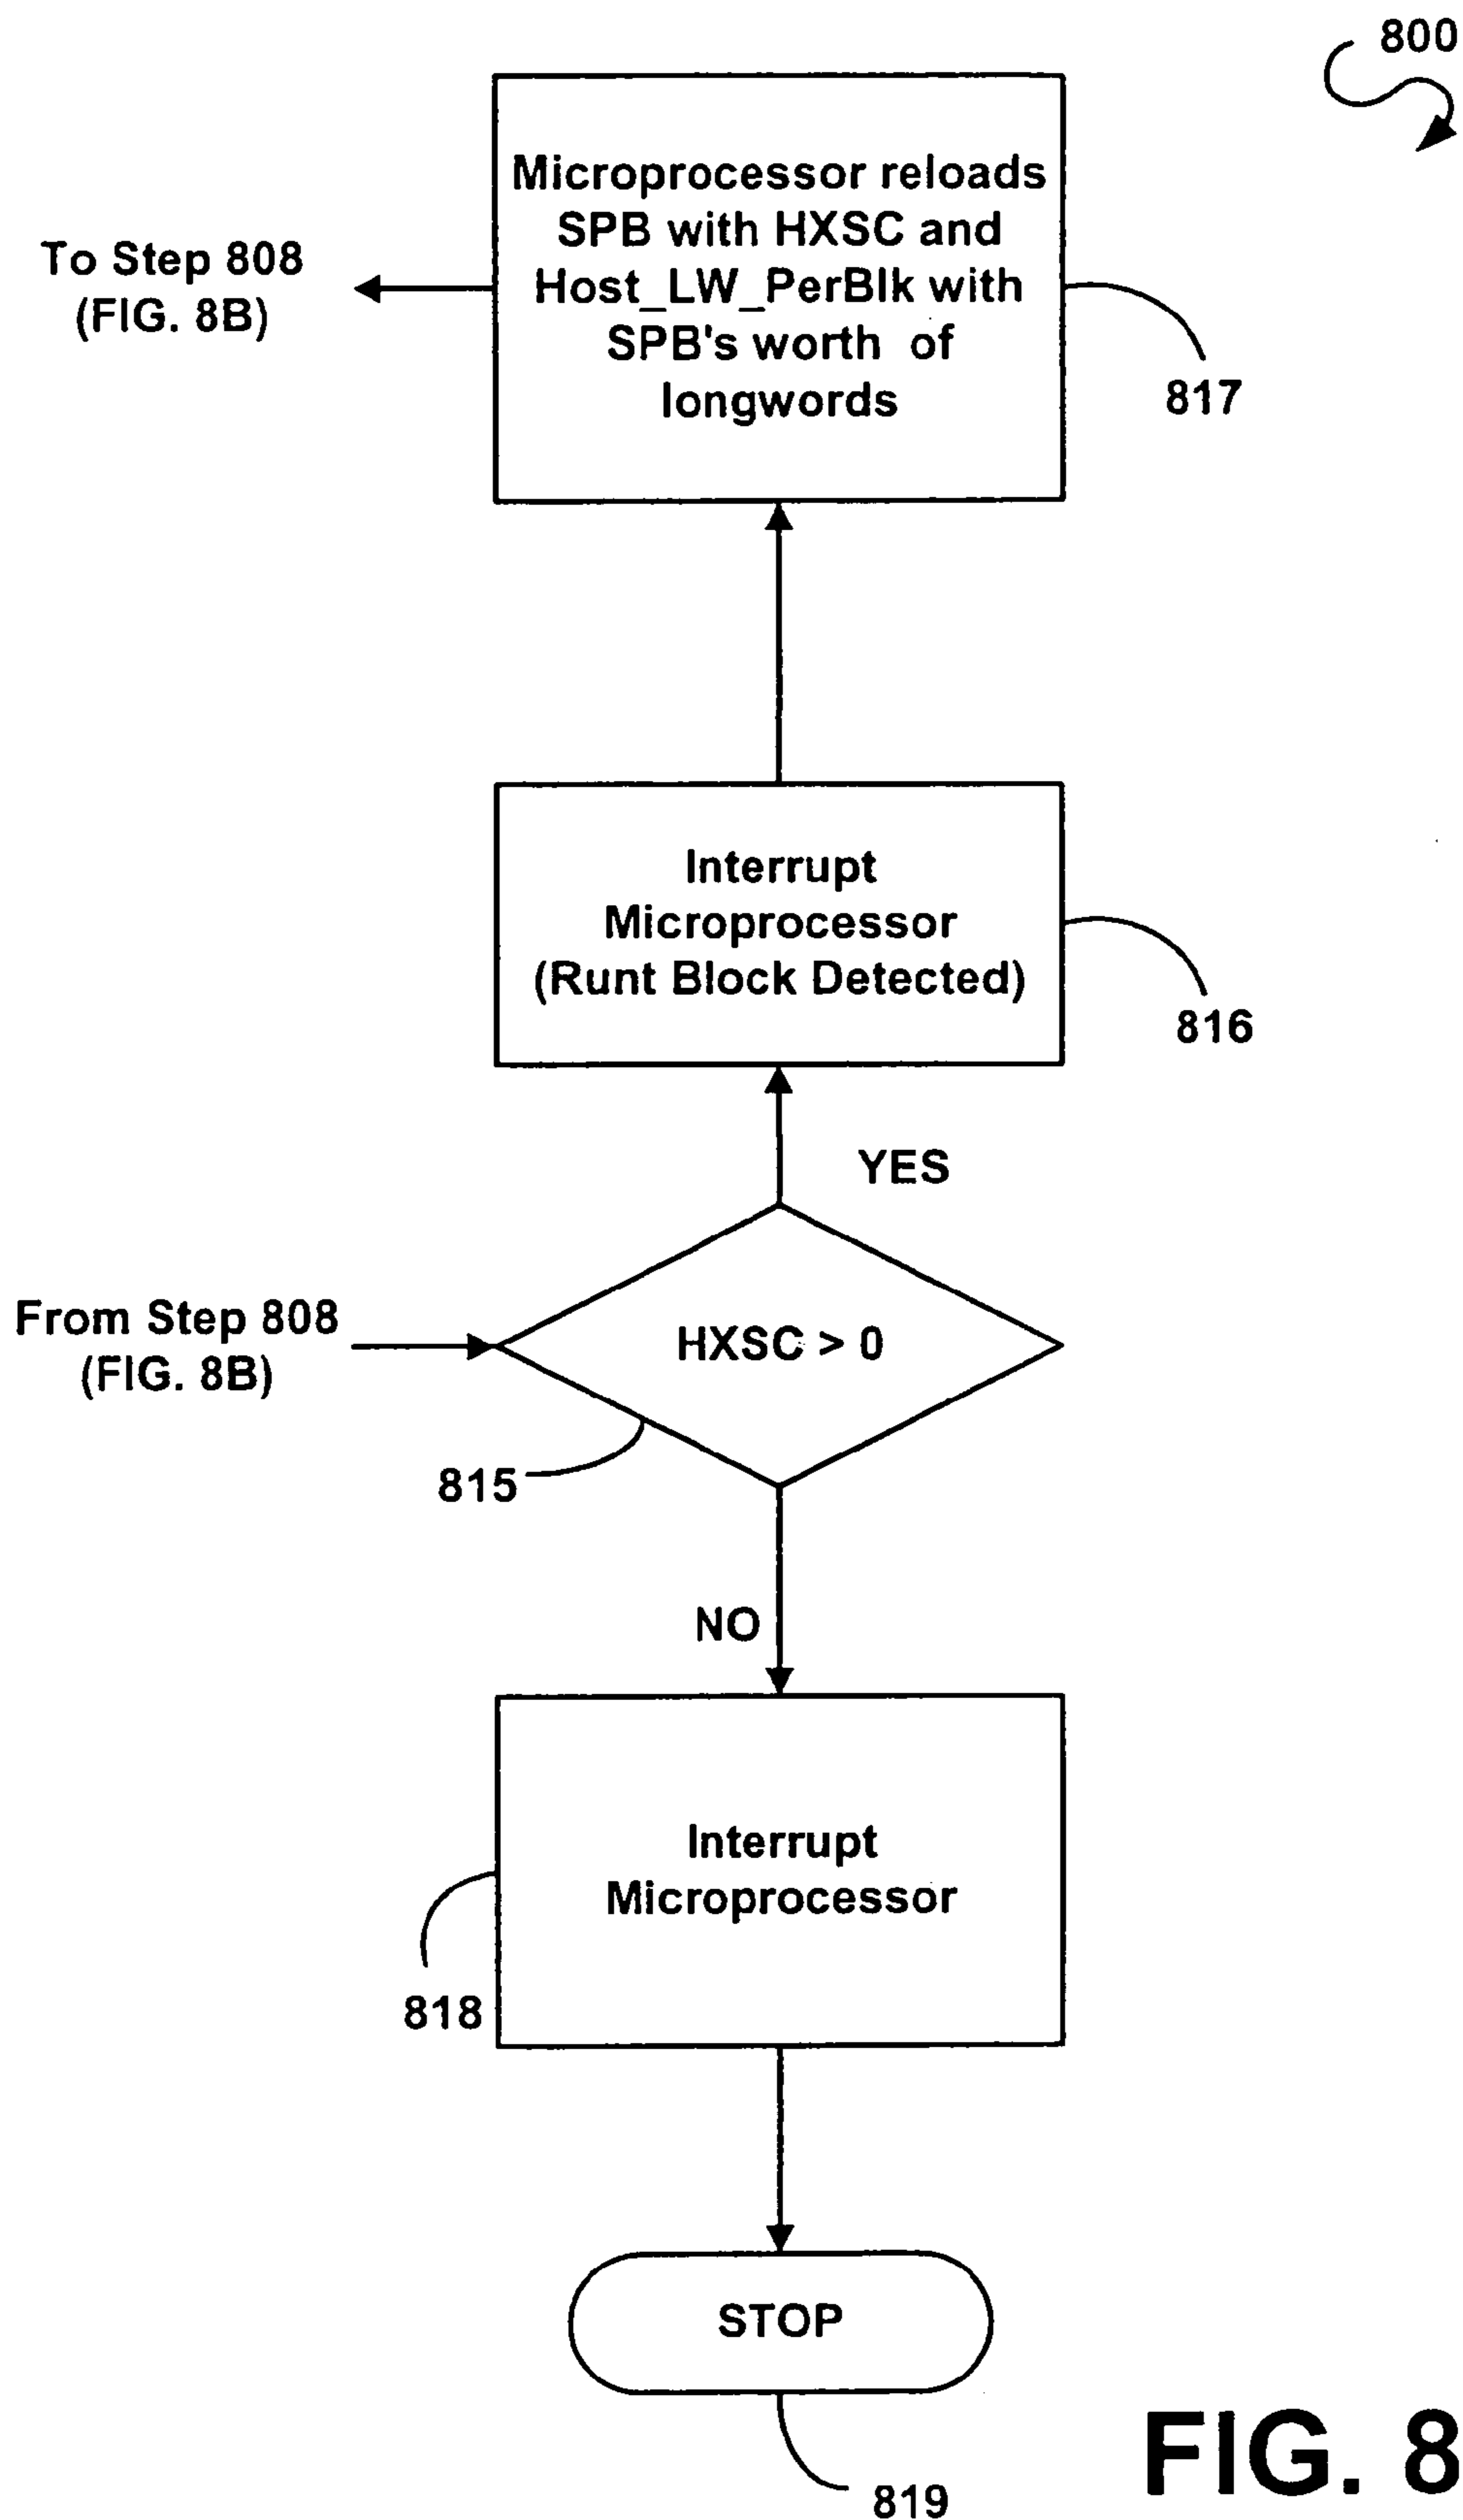 800
Microprocessor reloads
SPB with HXSC and
Host_LW_PerBlk with
SPB's worth of
longwords
To Step 808
(FIG. 8B)
817
Interrupt
Microprocessor
(Runt Block Detected)
816
YES
From Step 808
(FIG. 8B)
HXSC > 0
815
NO
Interrupt
Microprocessor
818
STOP
819
FIG. 8